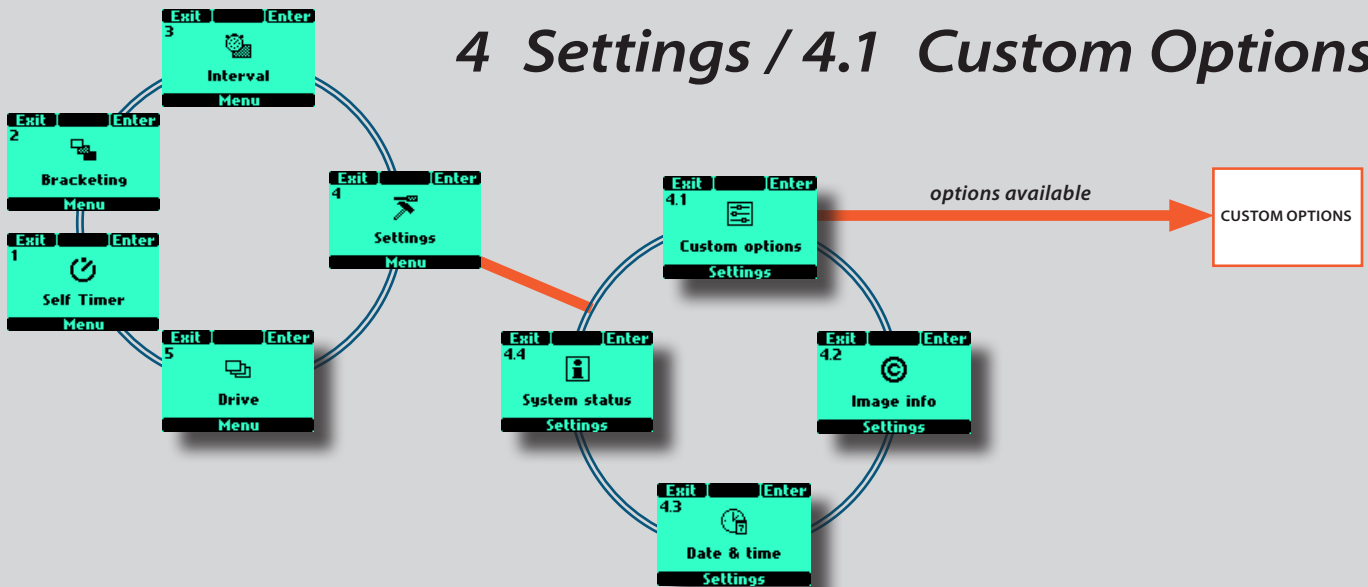 4 Settings / 4.1 Custom Options
Exit Enter
3
Interval
Menu
Exit Enter
2
Bracketing
Menu
Exit Enter
1
Self Timer
Menu
Exit Enter
4
Settings
Menu
Exit Enter
5
Drive
Menu
Exit Enter
4.1
Custom options
Settings
options available
CUSTOM OPTIONS
Exit Enter
4.4
System status
Settings
Exit Enter
4.2
Image info
Settings
Exit Enter
4.3
Date & time
Settings